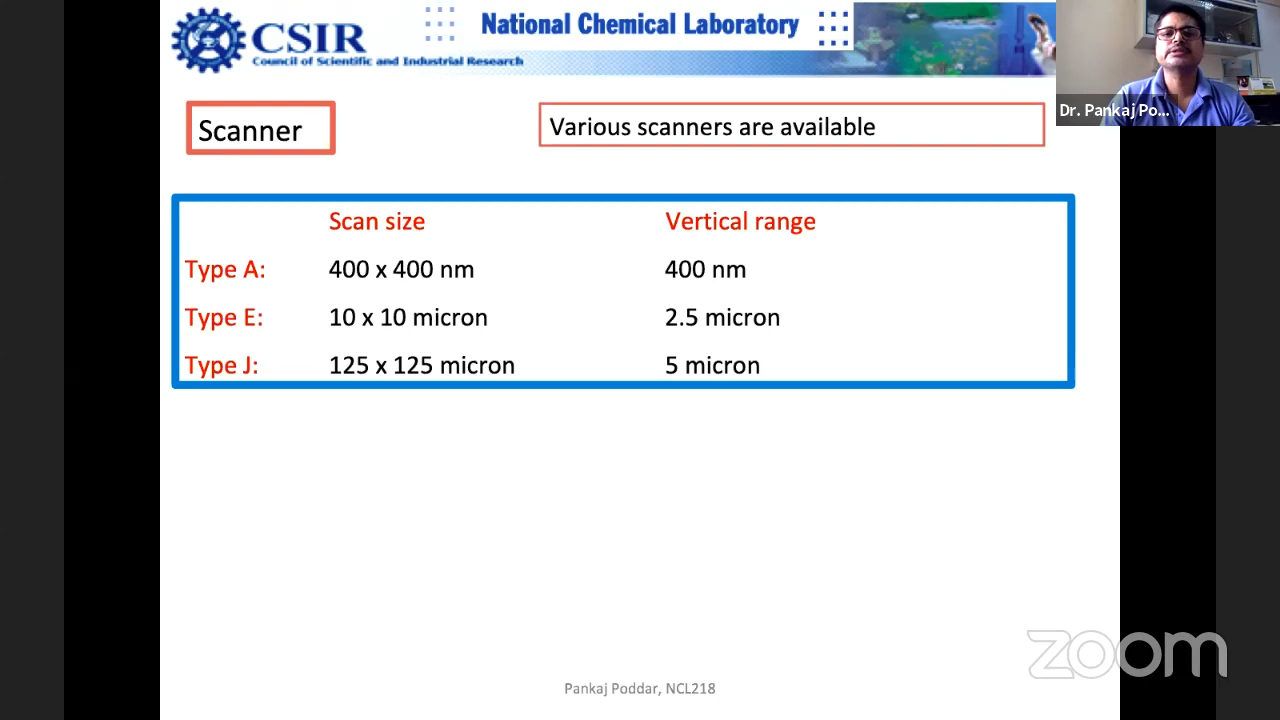 CSIR
Council of Scientific and Industrial Research
National Chemical Laboratory
Dr. Pankaj Po...
Scanner
Various scanners are available
Scan size Vertical range
Type A: 400 x 400 nm 400 nm
Type E: 10 x 10 micron 2.5 micron
Type J: 125 x 125 micron 5 micron
zoom
Pankaj Poddar, NCL218